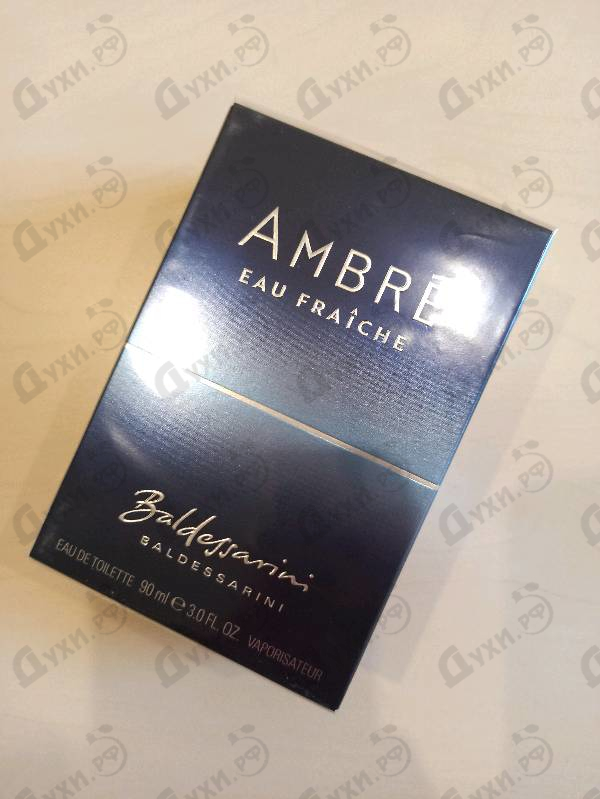 AMBRÉ
EAU FRAÎCHE
Baldessarini
BALDESSARINI
EAU DE TOILETTE 90 ml ℮ 3.0 FL. OZ. VAPORISATEUR
ДУХИ.РФ